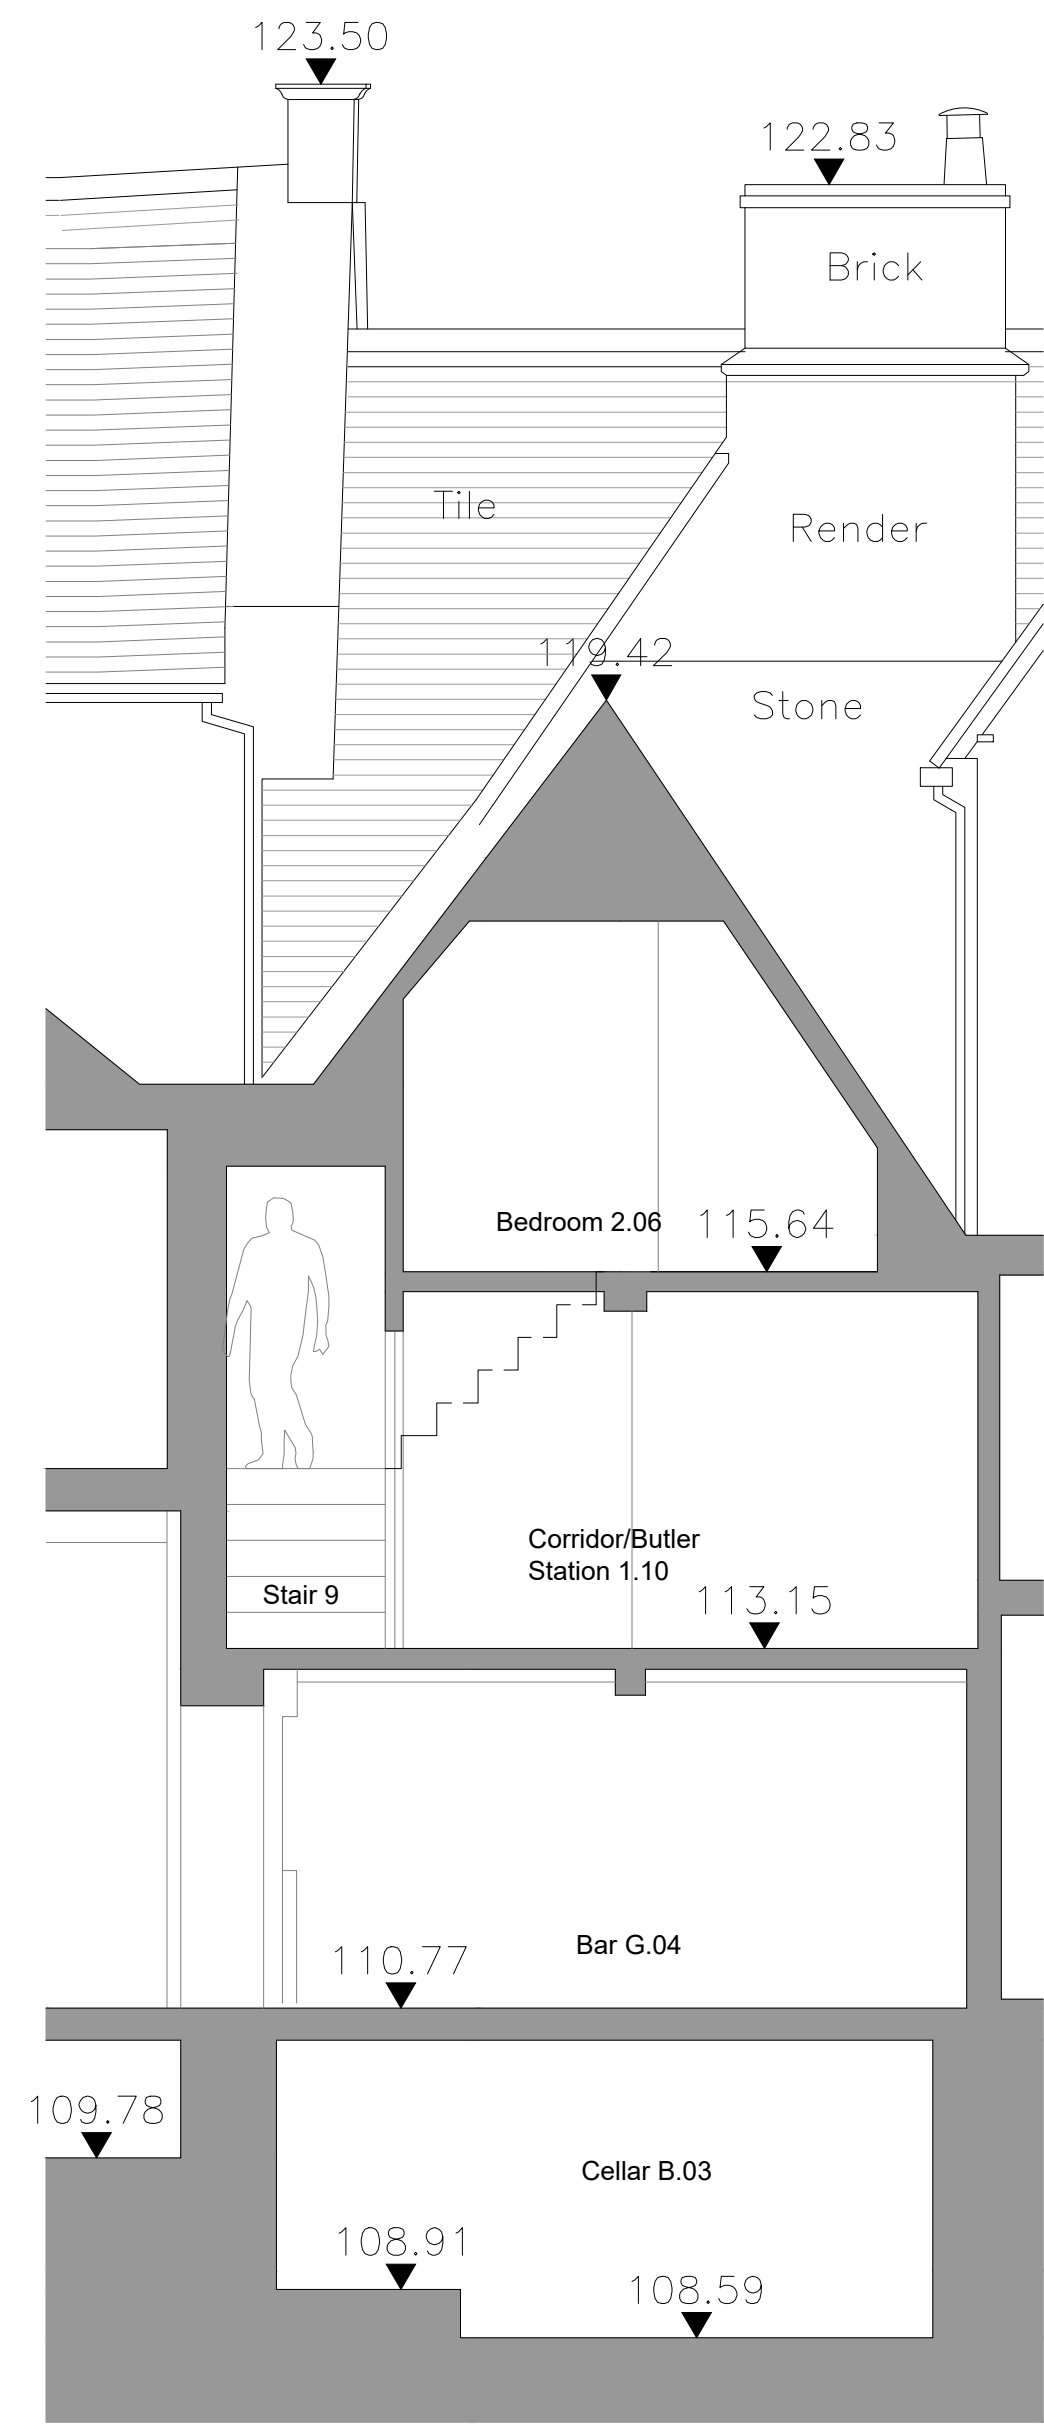 123.50
122.83
Brick
Tile
Render
119.42
Stone
Bedroom 2.06
115.64
Corridor/Butler
Station 1.10
Stair 9
113.15
Bar G.04
110.77
109.78
Cellar B.03
108.91
108.59